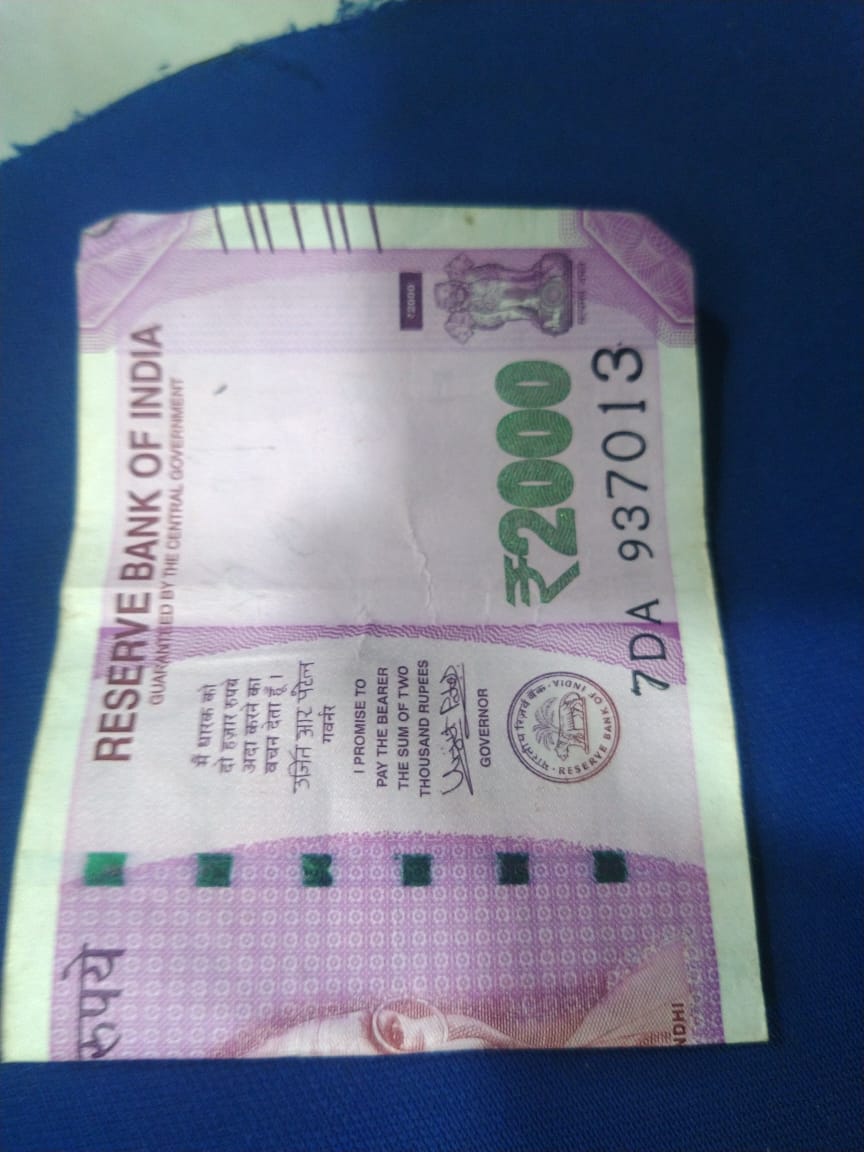 RESERVE BANK OF INDIA
GUARANTEED BY THE CENTRAL GOVERNMENT
मैं धारक को
दो हज़ार रुपये
अदा करने का
वचन देता हूँ।
उर्जित आर पटेल
गवर्नर
I PROMISE TO
PAY THE BEARER
THE SUM OF TWO
THOUSAND RUPEES
GOVERNOR
₹2000
₹2000
7DA 937013
भारतीय रिज़र्व बैंक
RESERVE BANK OF INDIA
रुपये
NDHI